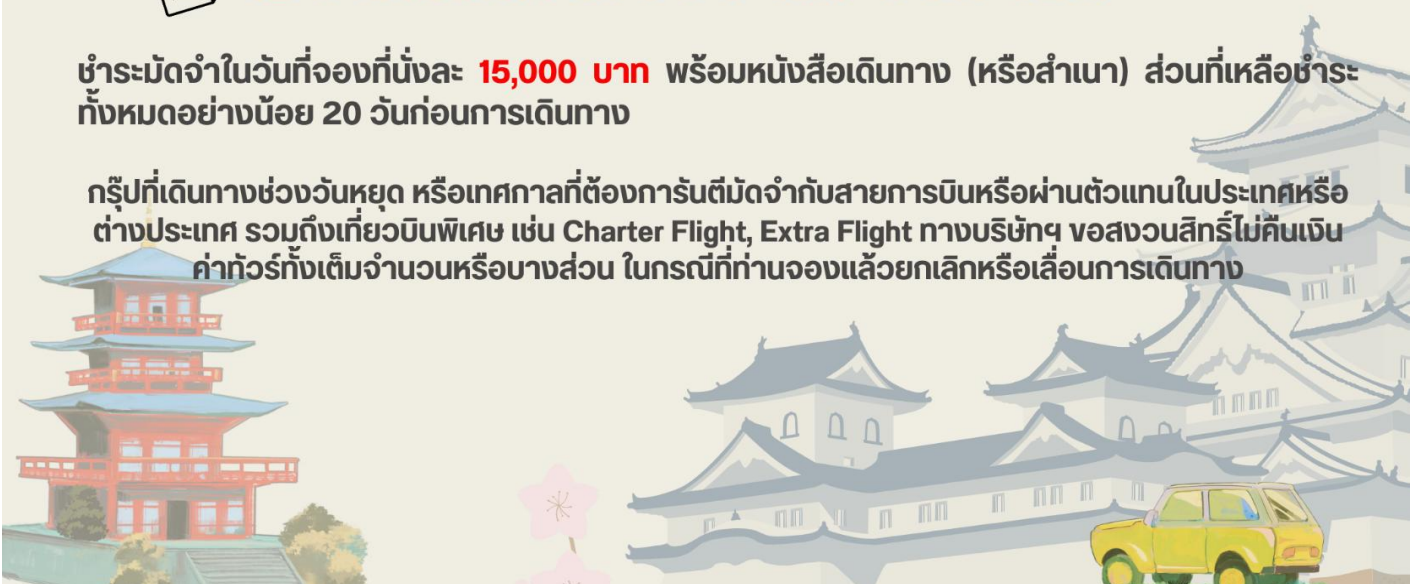 ชำระมัดจำในวันที่จองที่นั่งละ 15,000 บาท พร้อมหนังสือเดินทาง (หรือสำเนา) ส่วนที่เหลือชำระ
ทั้งหมดอย่างน้อย 20 วันก่อนการเดินทาง
กรุ๊ปที่เดินทางช่วงวันหยุด หรือเทศกาลที่ต้องการันตีมัดจำกับสายการบินหรือผ่านตัวแทนในประเทศหรือ
ต่างประเทศ รวมถึงเที่ยวบินพิเศษ เช่น Charter Flight, Extra Flight ทางบริษัทฯ ขอสงวนสิทธิ์ไม่คืนเงิน
ค่าทัวร์ทั้งเต็มจำนวนหรือบางส่วน ในกรณีที่ท่านจองแล้วยกเลิกหรือเลื่อนการเดินทาง